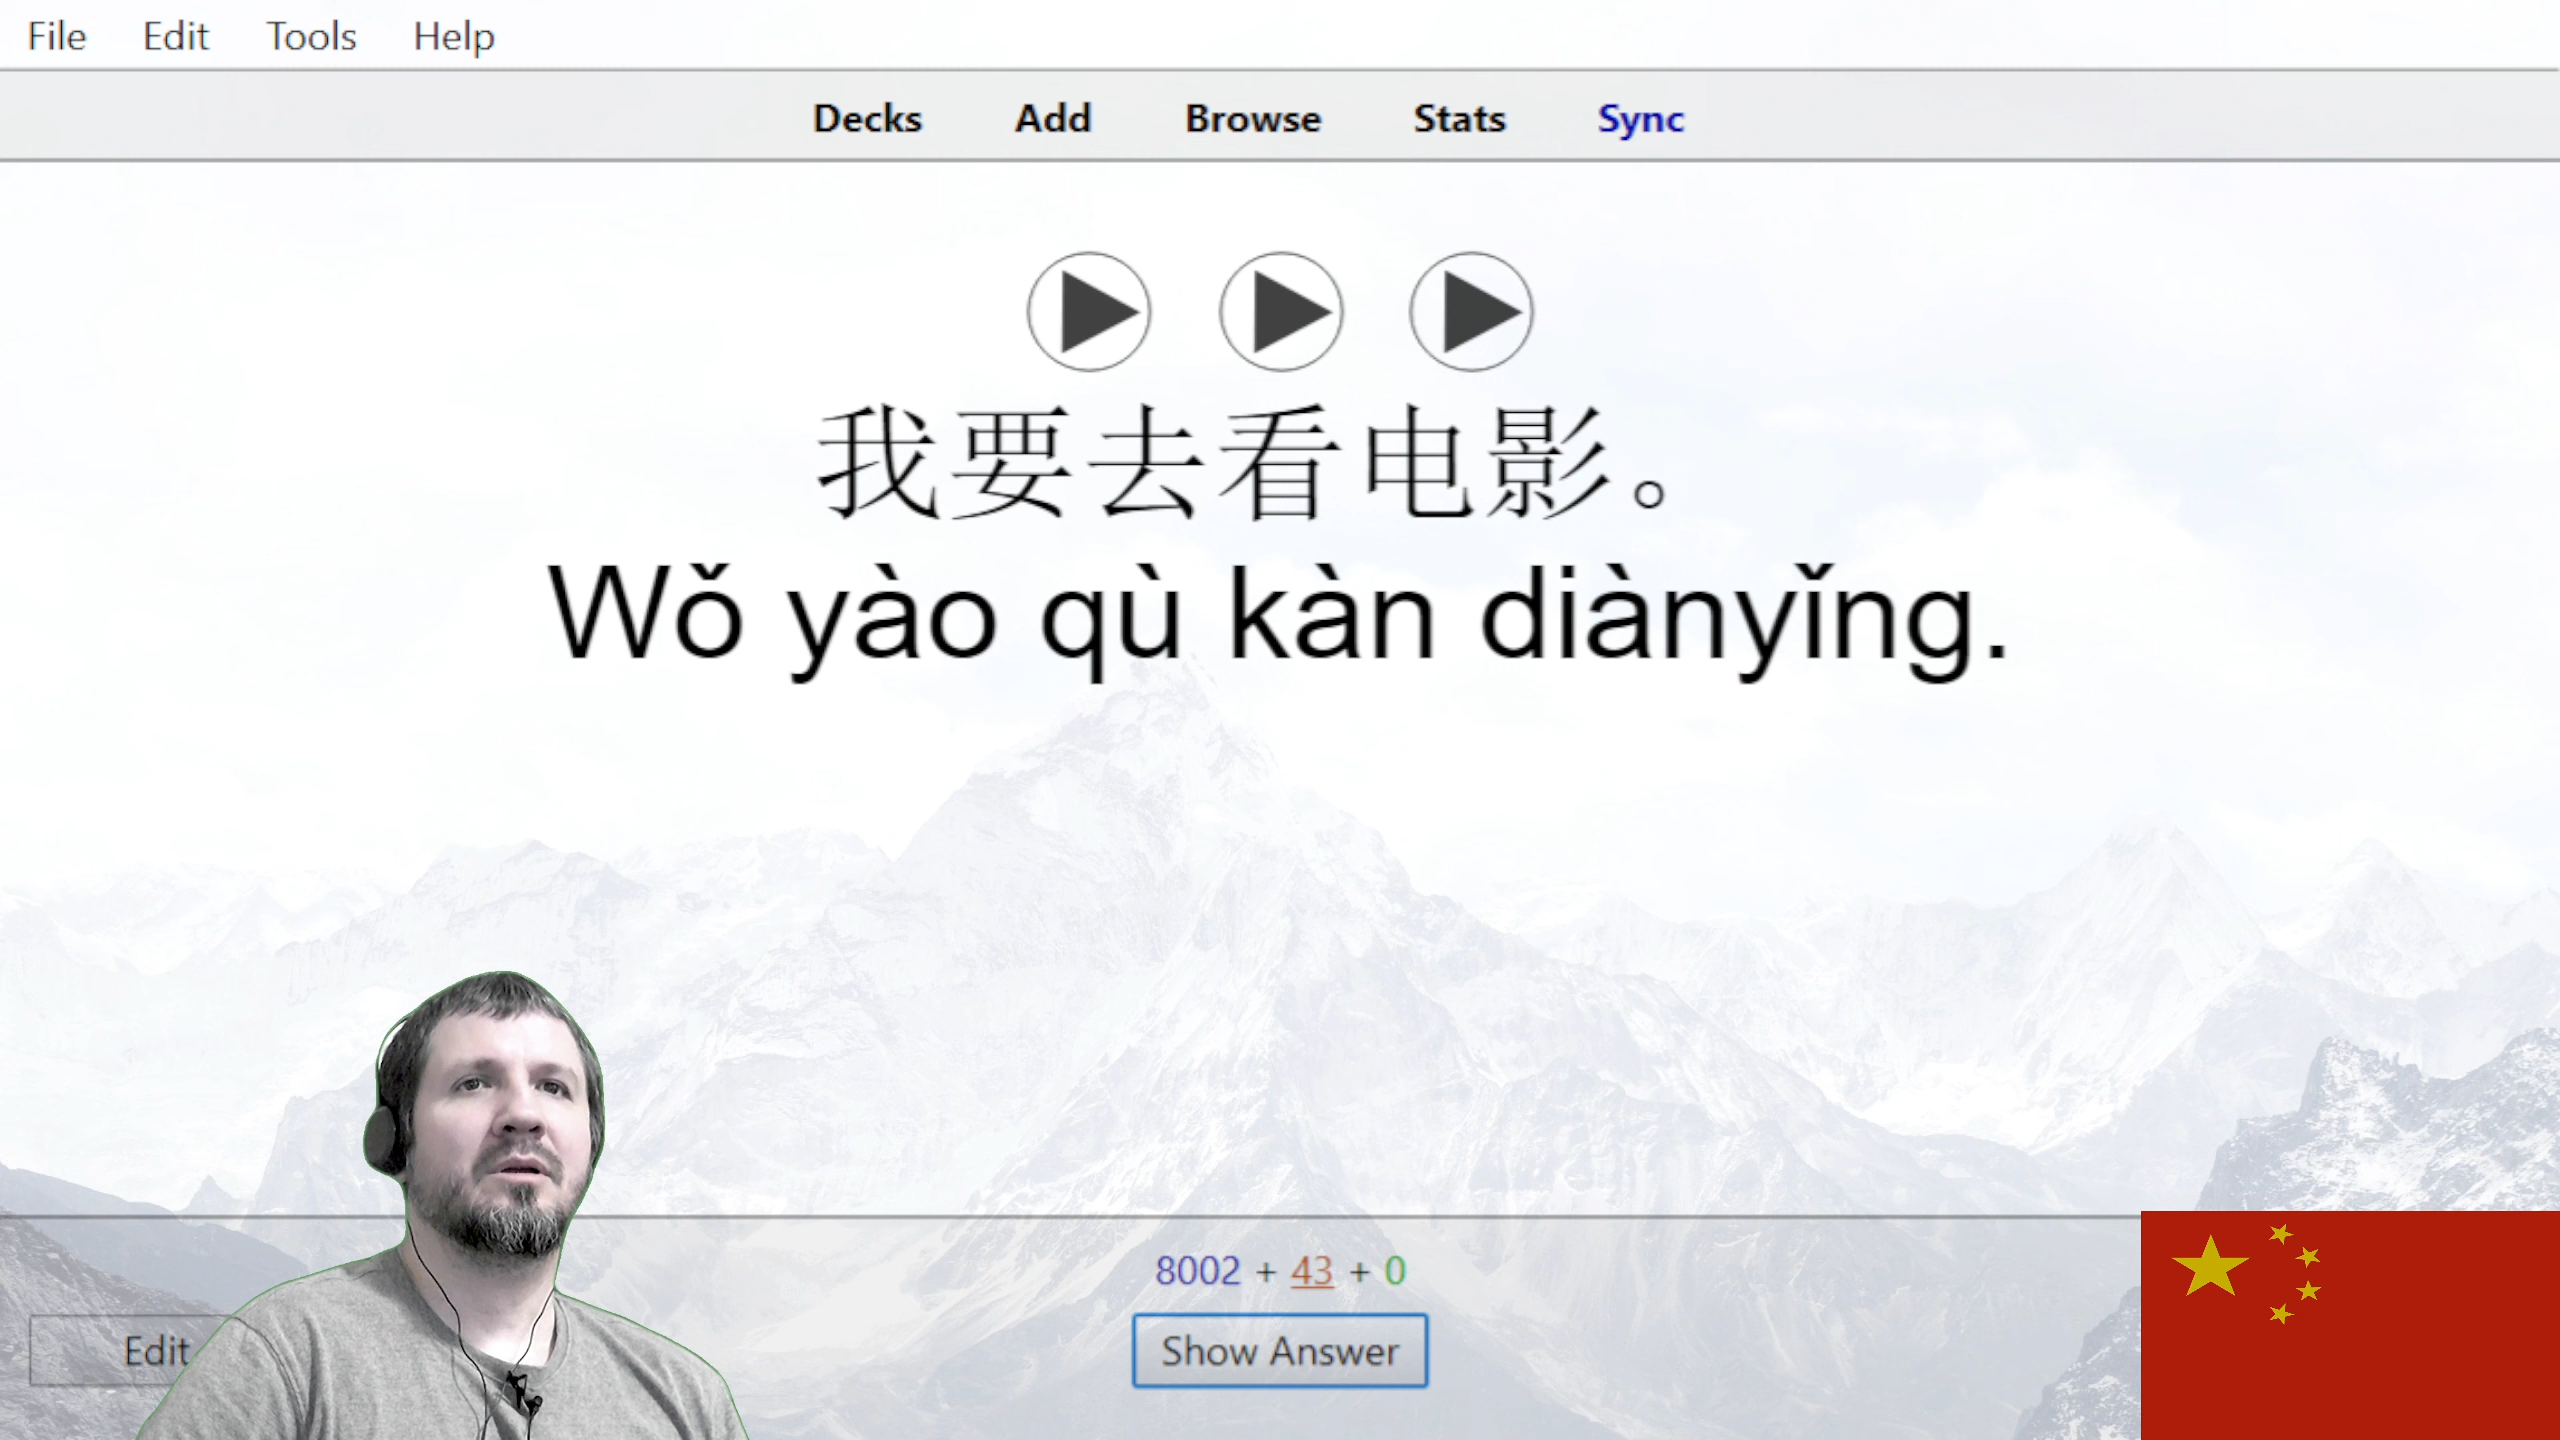 File Edit Tools Help
Decks Add Browse Stats Sync
我要去看电影。
Wǒ yào qù kàn diànyǐng.
8002 + 43 + 0
Edit Show Answer